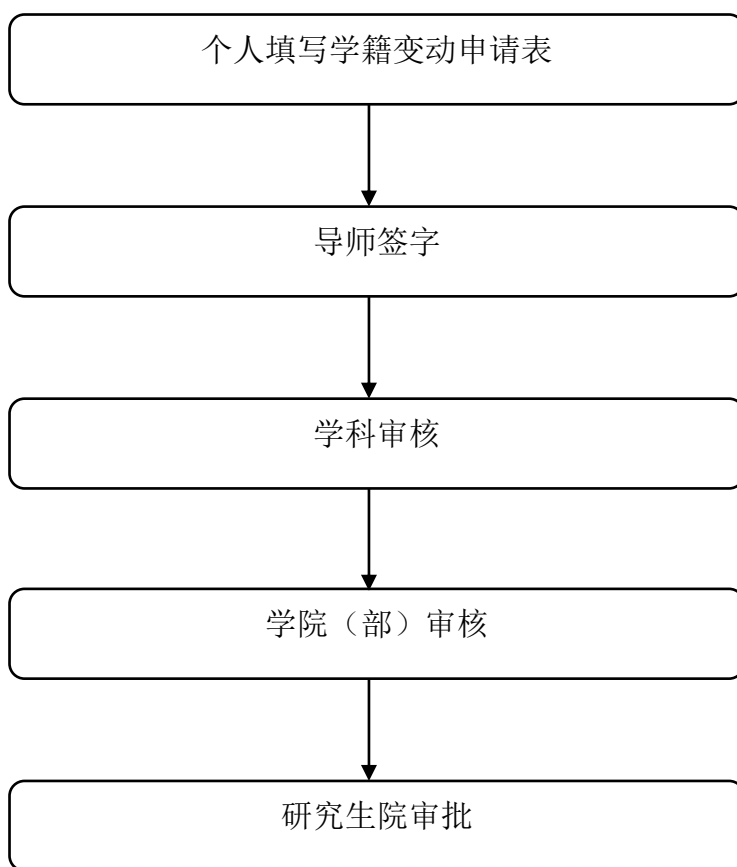 个人填写学籍变动申请表
导师签字
学科审核
学院（部）审核
研究生院审批